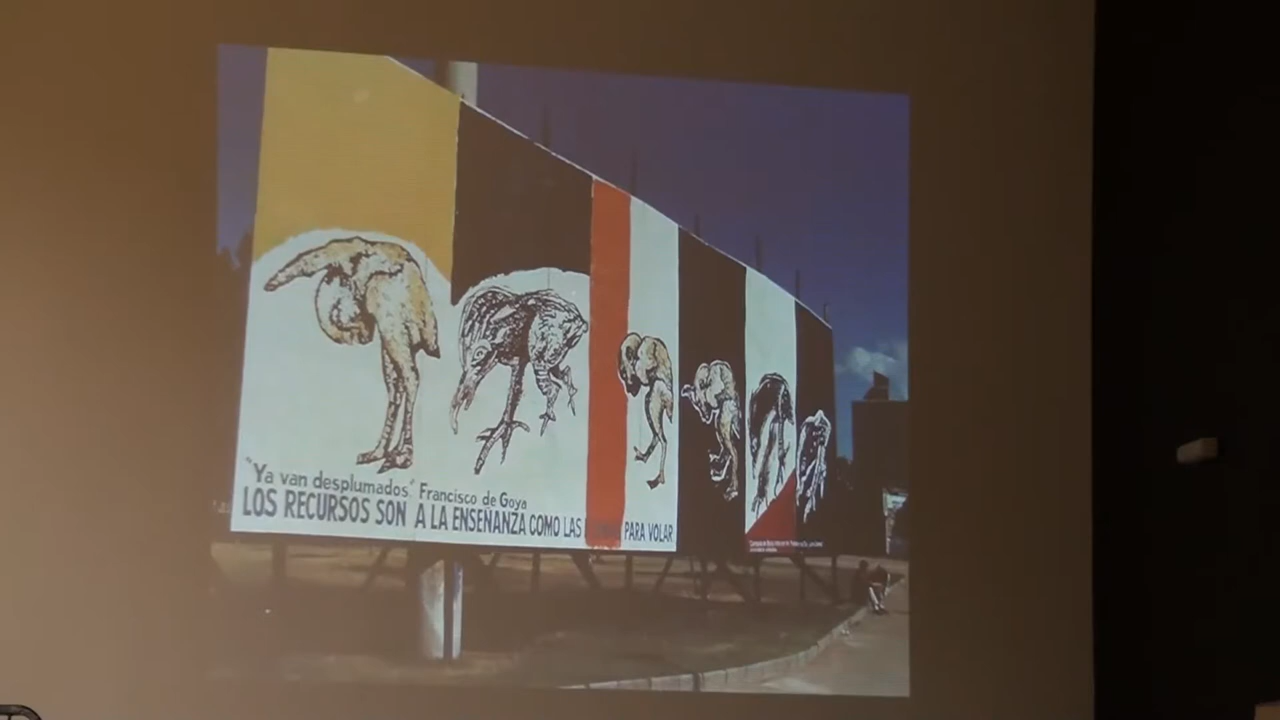 "Ya van desplumados" Francisco de Goya
LOS RECURSOS SON A LA ENSEÑANZA COMO LAS PARA VOLAR